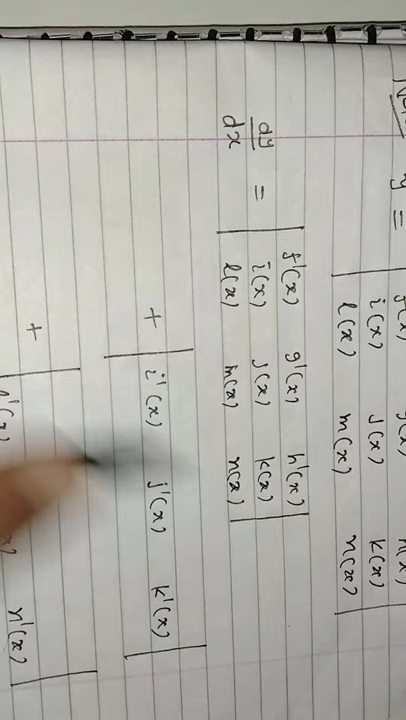 y = | f(x) g(x) h(x) |
| i(x) j(x) k(x) |
| l(x) m(x) n(x) |
dy/dx = | f'(x) g'(x) h'(x) |
| i(x) j(x) k(x) |
| l(x) m(x) n(x) |
+ | i'(x) j'(x) k'(x) |
+ | l'(x) n'(x) |